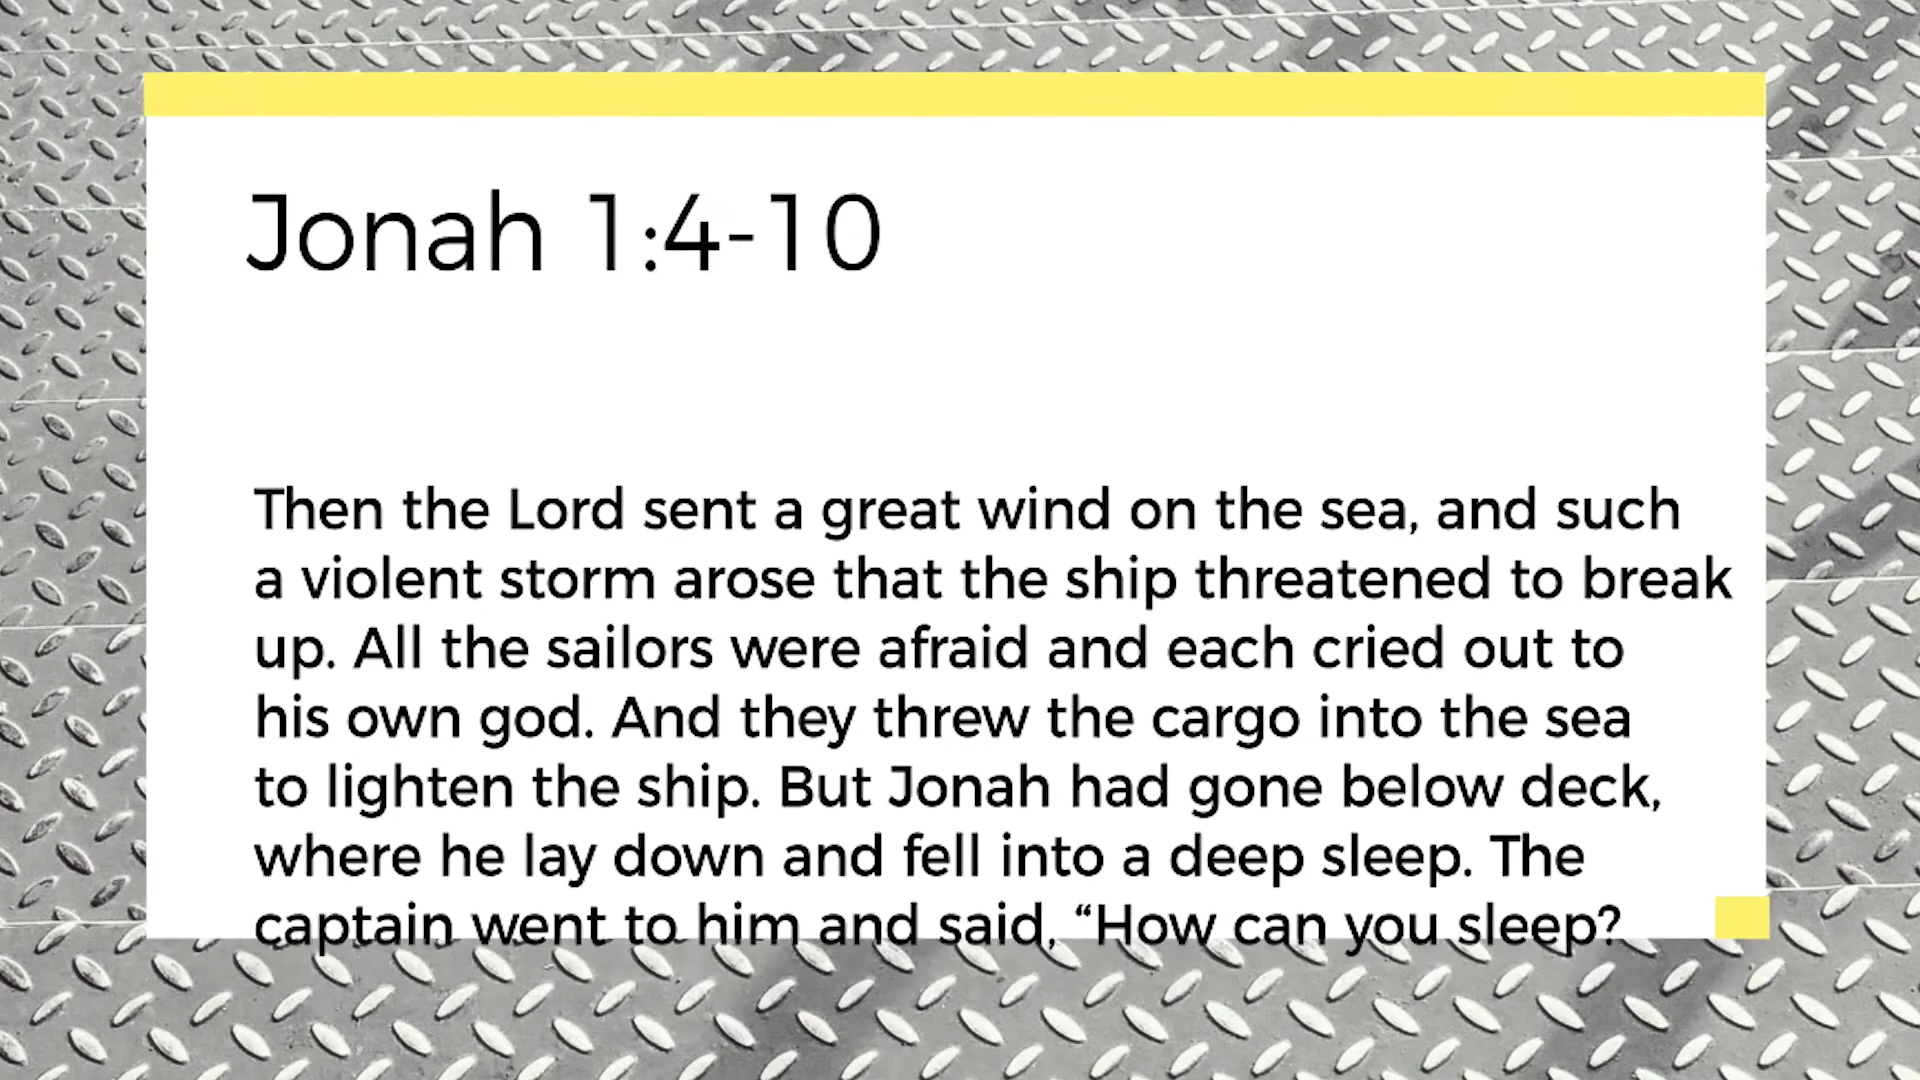 Jonah 1:4-10
Then the Lord sent a great wind on the sea, and such
a violent storm arose that the ship threatened to break
up. All the sailors were afraid and each cried out to
his own god. And they threw the cargo into the sea
to lighten the ship. But Jonah had gone below deck,
where he lay down and fell into a deep sleep. The
captain went to him and said, “How can you sleep?